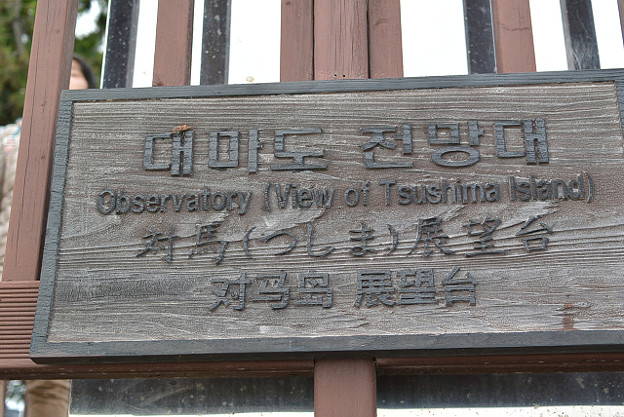 대마도 전망대
Observatory (View of Tsushima Island)
対馬(つしま)展望台
对马岛 展望台